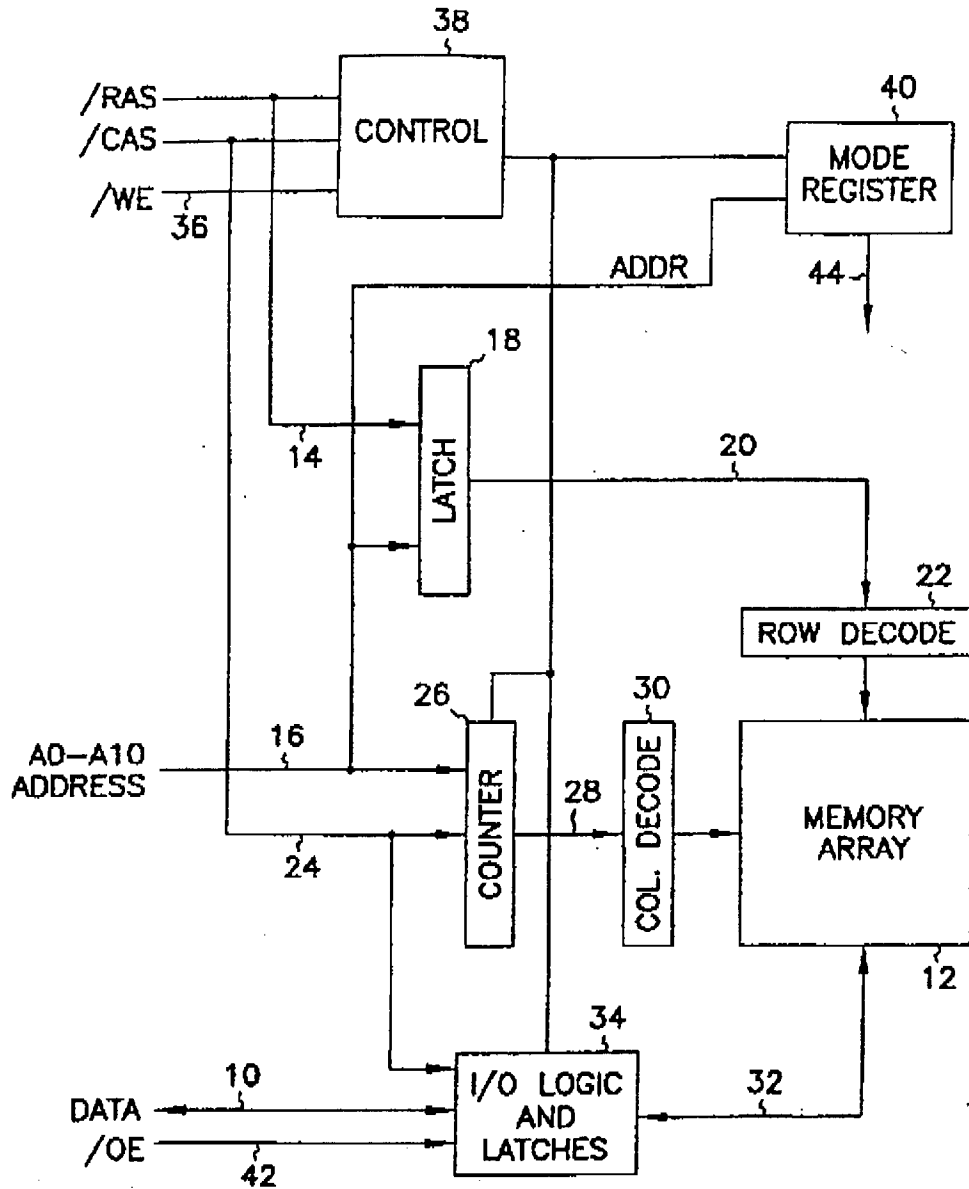 38
/RAS
/CAS
/WE
36
CONTROL
40
MODE
REGISTER
44
ADDR
18
14
LATCH
20
22
ROW DECODE
26
30
A0-A10
ADDRESS
16
24
COUNTER
28
COL. DECODE
MEMORY
ARRAY
12
34
I/O LOGIC
AND
LATCHES
32
DATA
10
/OE
42